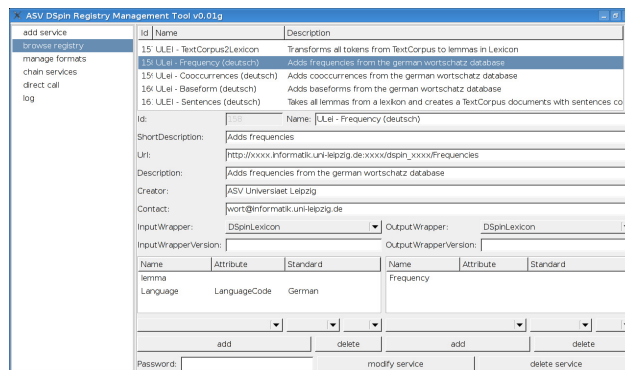 ASV DSpin Registry Management Tool v0.01g
add service
browse registry
manage formats
chain services
direct call
log
Id Name Description
ULEI - TextCorpus2Lexicon Transforms all tokens from TextCorpus to lemmas in Lexicon
ULei - Frequency (deutsch) Adds frequencies from the german wortschatz database
ULei - Cooccurrences (deutsch) Adds cooccurrences from the german wortschatz database
ULei - Baseform (deutsch) Adds baseforms from the german wortschatz database
ULEI - Sentences (deutsch) Takes all lemmas from a lexikon and creates a TextCorpus documents with sentences co
Id: 158 Name: ULei - Frequency (deutsch)
ShortDescription: Adds frequencies
Url: http://xxxx.informatik.uni-leipzig.de:xxxx/dspin_xxxx/Frequencies
Description: Adds frequencies from the german wortschatz database
Creator: ASV Universiaet Leipzig
Contact: wort@informatik.uni-leipzig.de
InputWrapper: DSpinLexicon OutputWrapper: DSpinLexicon
InputWrapperVersion: OutputWrapperVersion:
Name Attribute Standard Name Attribute Standard
lemma Frequency
Language LanguageCode German
add delete add delete
Password: modify service delete service